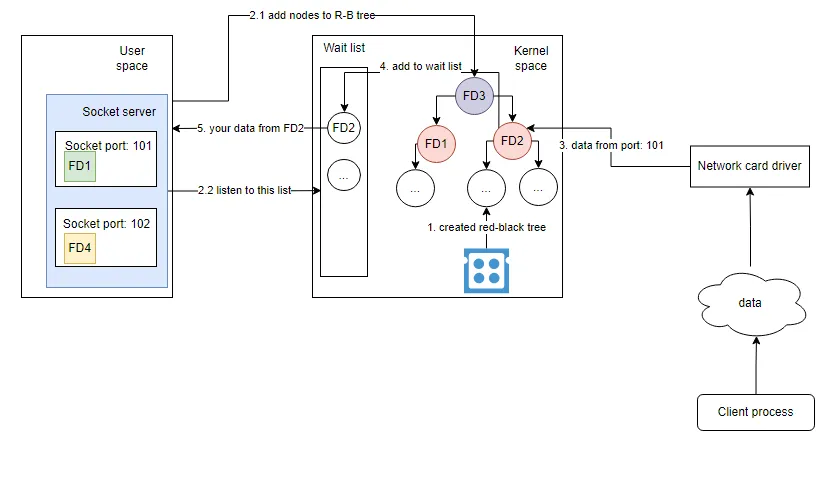 2.1 add nodes to R-B tree
User
space
Socket server
Socket port: 101
FD1
Socket port: 102
FD4
5. your data from FD2
2.2 listen to this list
Wait list
FD2
...
4. add to wait list
Kernel
space
FD3
FD1
FD2
...
...
...
1. created red-black tree
3. data from port: 101
Network card driver
data
Client process